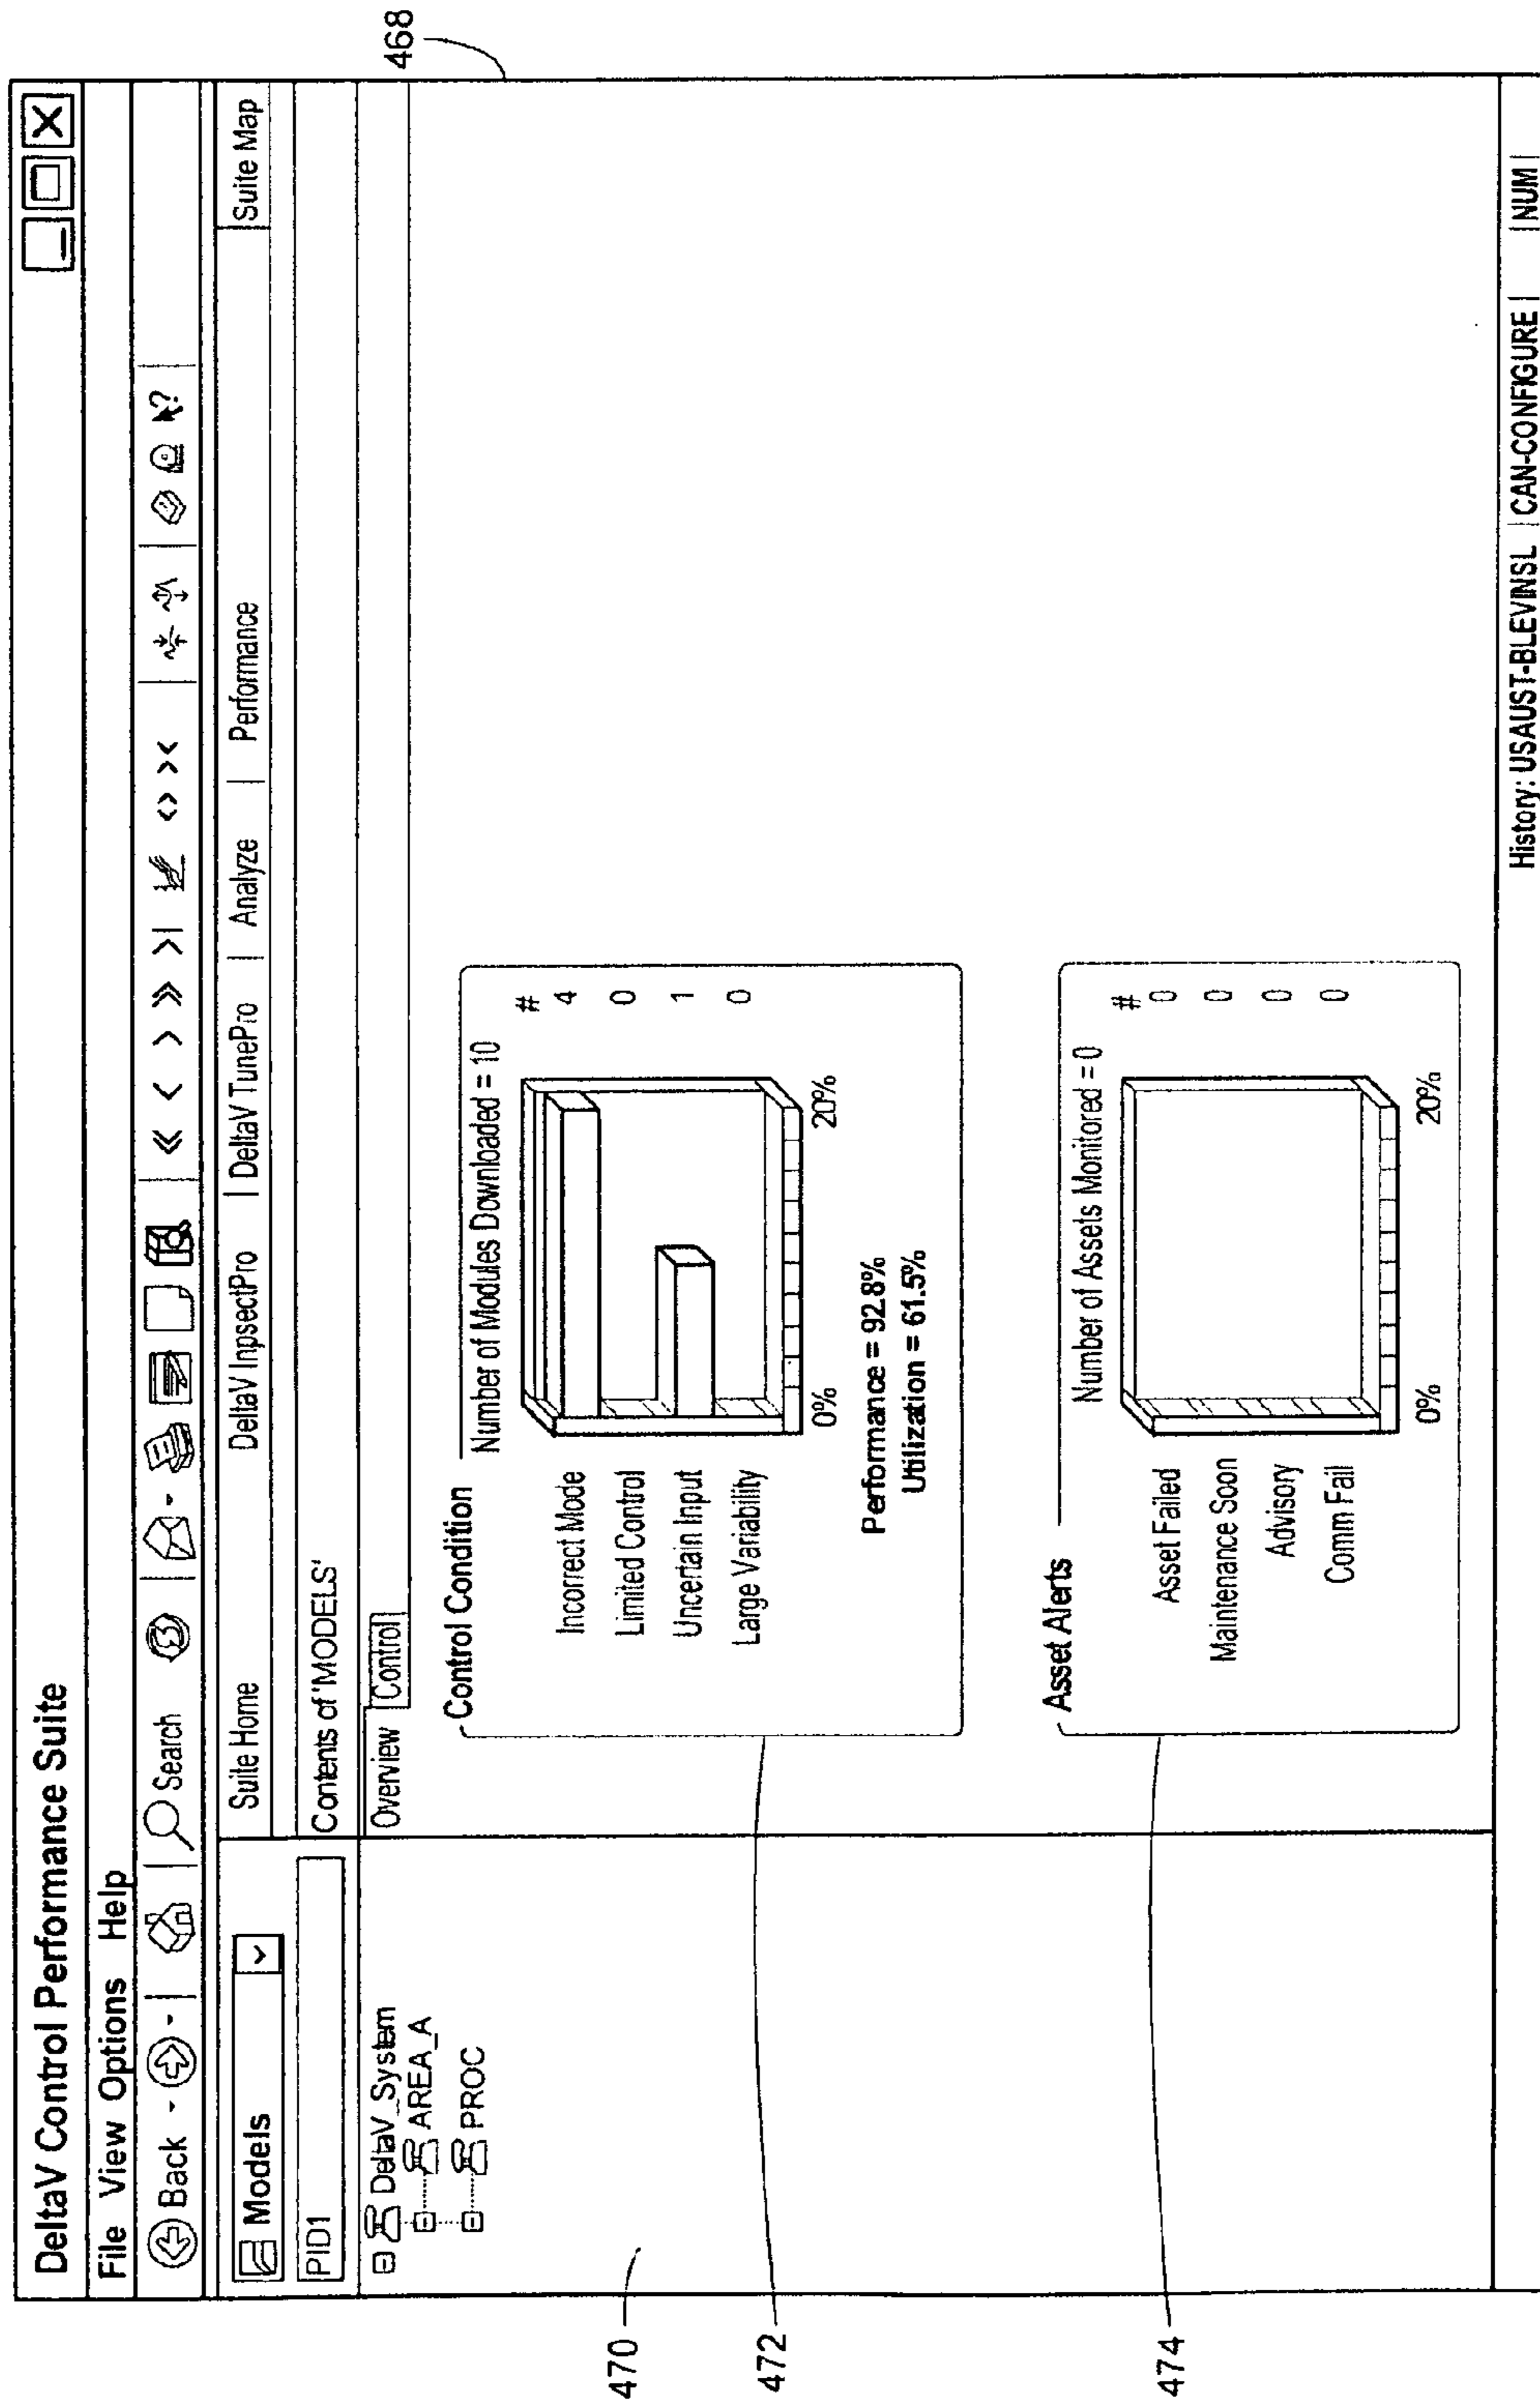 DeltaV Control Performance Suite
File View Options Help
Back Search
Models
Suite Home DeltaV InpsectPro DeltaV TunePro Analyze Performance Suite Map
PID1
Contents of 'MODELS'
Overview Control
DeltaV_System
AREA_A
PROC
Control Condition
Number of Modules Downloaded = 10
#
Incorrect Mode 4
Limited Control 0
Uncertain Input 1
Large Variability 0
0% 20%
Performance = 92.8%
Utilization = 61.5%
Asset Alerts
Number of Assets Monitored = 0
#
Asset Failed 0
Maintenance Soon 0
Advisory 0
Comm Fail 0
0% 20%
History: USAUST-BLEVINSL CAN-CONFIGURE NUM
468
470
472
474